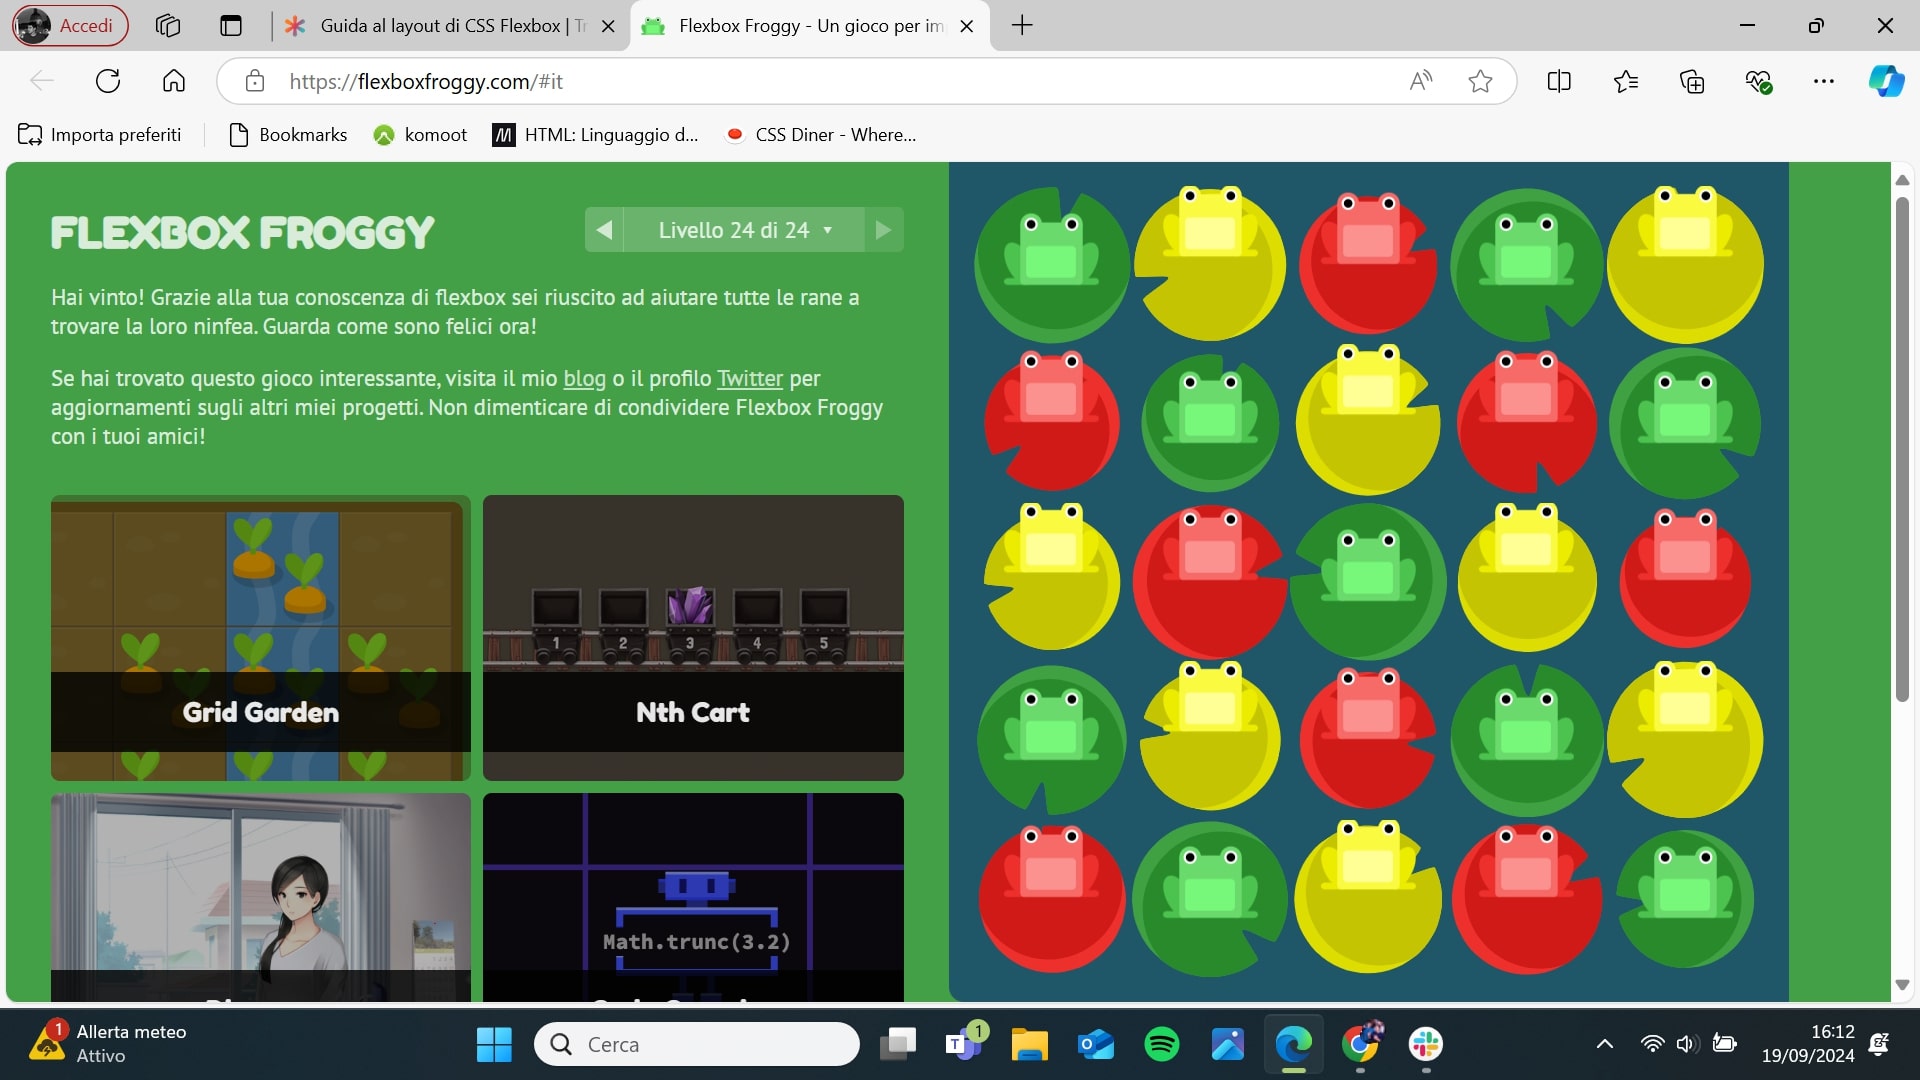 Accedi
Guida al layout di CSS Flexbox | Tr
Flexbox Froggy - Un gioco per im
https://flexboxfroggy.com/#it
Importa preferiti
Bookmarks
komoot
HTML: Linguaggio d...
CSS Diner - Where...
FLEXBOX FROGGY
Livello 24 di 24
Hai vinto! Grazie alla tua conoscenza di flexbox sei riuscito ad aiutare tutte le rane a
trovare la loro ninfea. Guarda come sono felici ora!
Se hai trovato questo gioco interessante, visita il mio blog o il profilo Twitter per
aggiornamenti sugli altri miei progetti. Non dimenticare di condividere Flexbox Froggy
con i tuoi amici!
1 2 3 4 5
Grid Garden
Nth Cart
Math.trunc(3.2)
1
Allerta meteo
Attivo
Cerca
1
16:12
19/09/2024